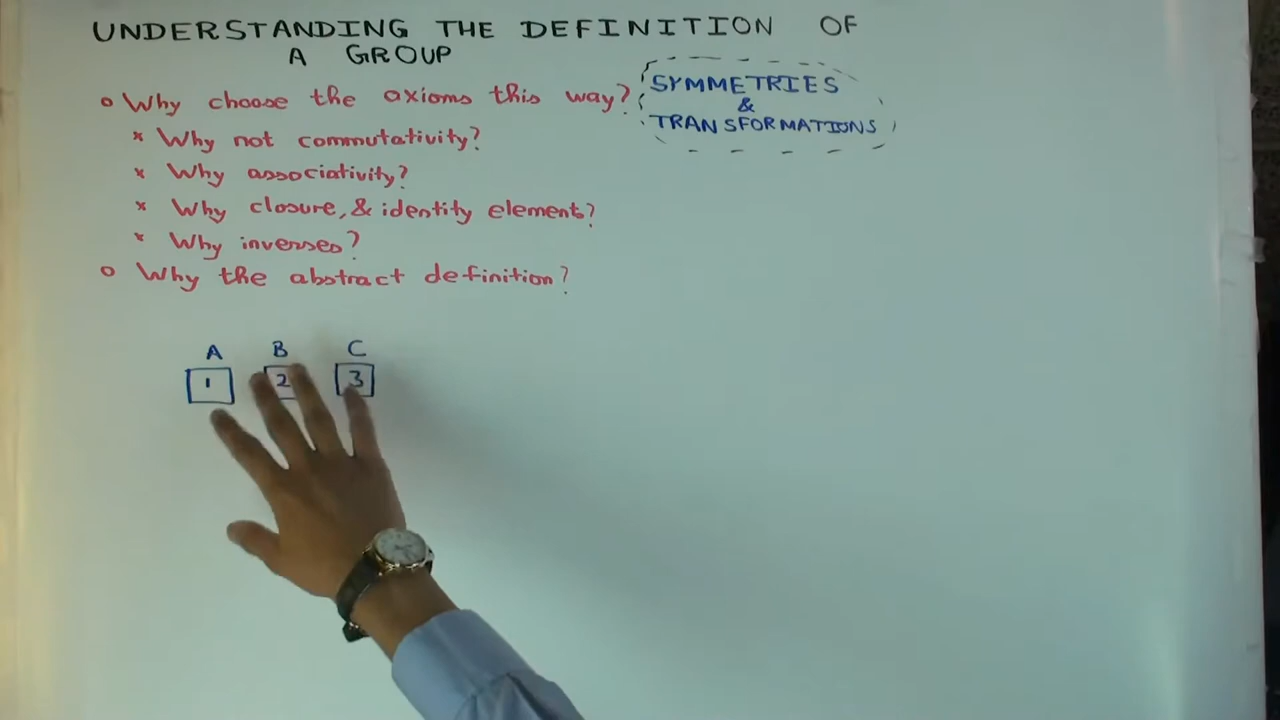 UNDERSTANDING THE DEFINITION OF
A GROUP
o Why choose the axioms this way?
SYMMETRIES
&
TRANSFORMATIONS
* Why not commutativity?
* Why associativity?
* Why closure, & identity element?
* Why inverses?
o Why the abstract definition?
A B C
1 2 3